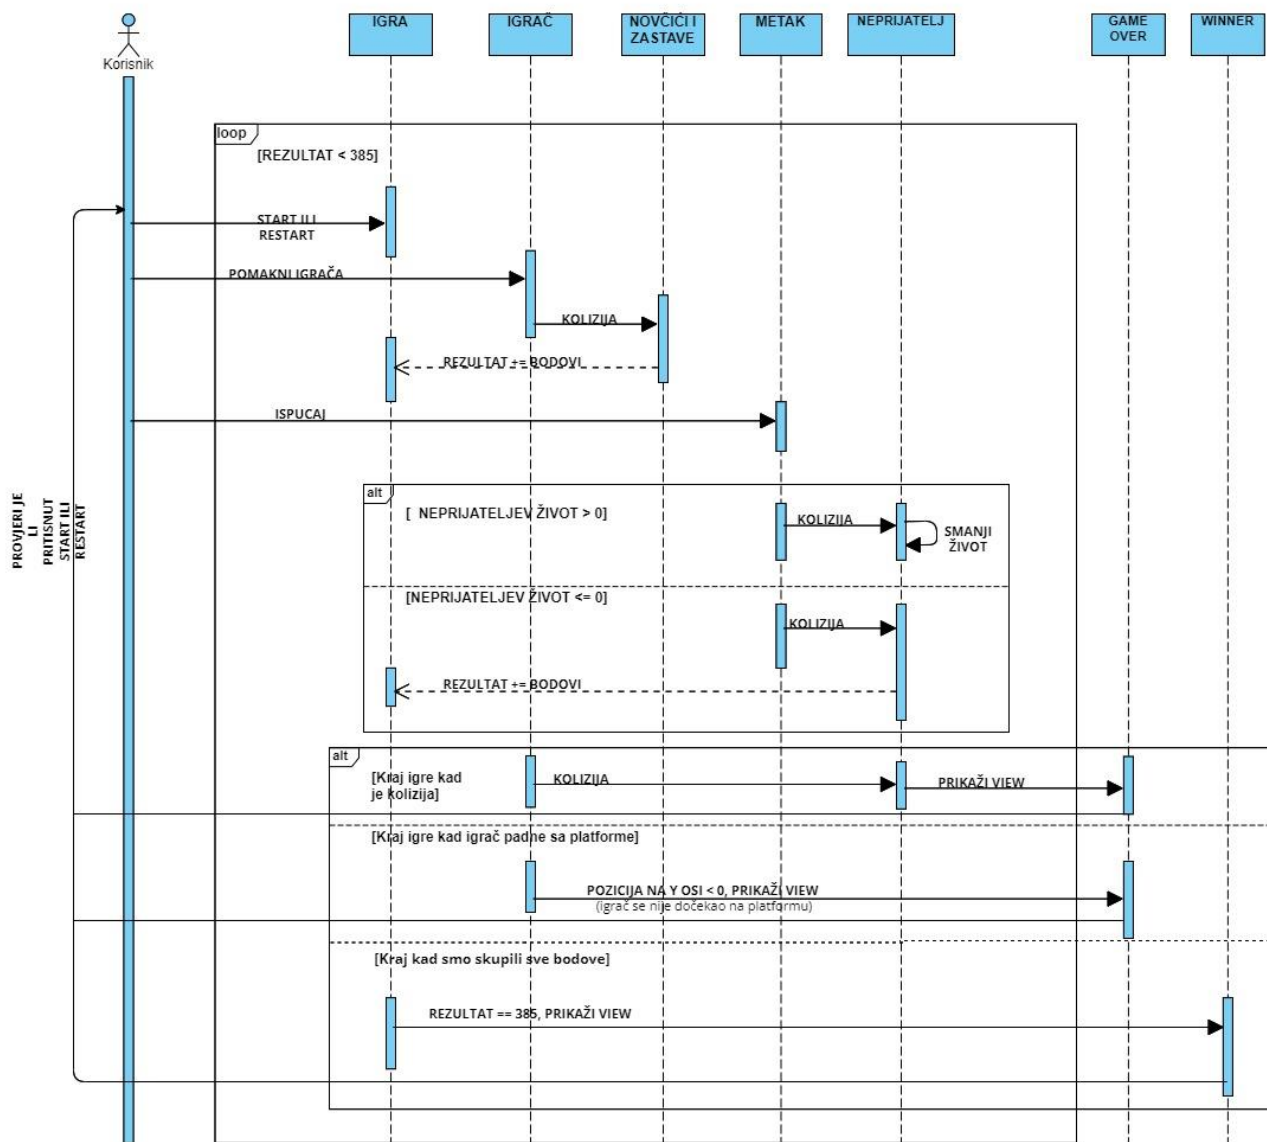 Korisnik
IGRA
IGRAČ
NOVČIĆI I
ZASTAVE
METAK
NEPRIJATELJ
GAME
OVER
WINNER
loop
[REZULTAT < 385]
START ILI
RESTART
POMAKNI IGRAČA
KOLIZIJA
REZULTAT += BODOVI
ISPUCAJ
PROVJERI JE
LI
PRITISNUT
START ILI
RESTART
alt
[ NEPRIJATELJEV ŽIVOT > 0]
KOLIZIJA
SMANJI
ŽIVOT
[NEPRIJATELJEV ŽIVOT <= 0]
KOLIZIJA
REZULTAT += BODOVI
alt
[Kraj igre kad
je kolizija]
KOLIZIJA
PRIKAŽI VIEW
[Kraj igre kad igrač padne sa platforme]
POZICIJA NA Y OSI < 0, PRIKAŽI VIEW
(igrač se nije dočekao na platformu)
[Kraj kad smo skupili sve bodove]
REZULTAT == 385, PRIKAŽI VIEW